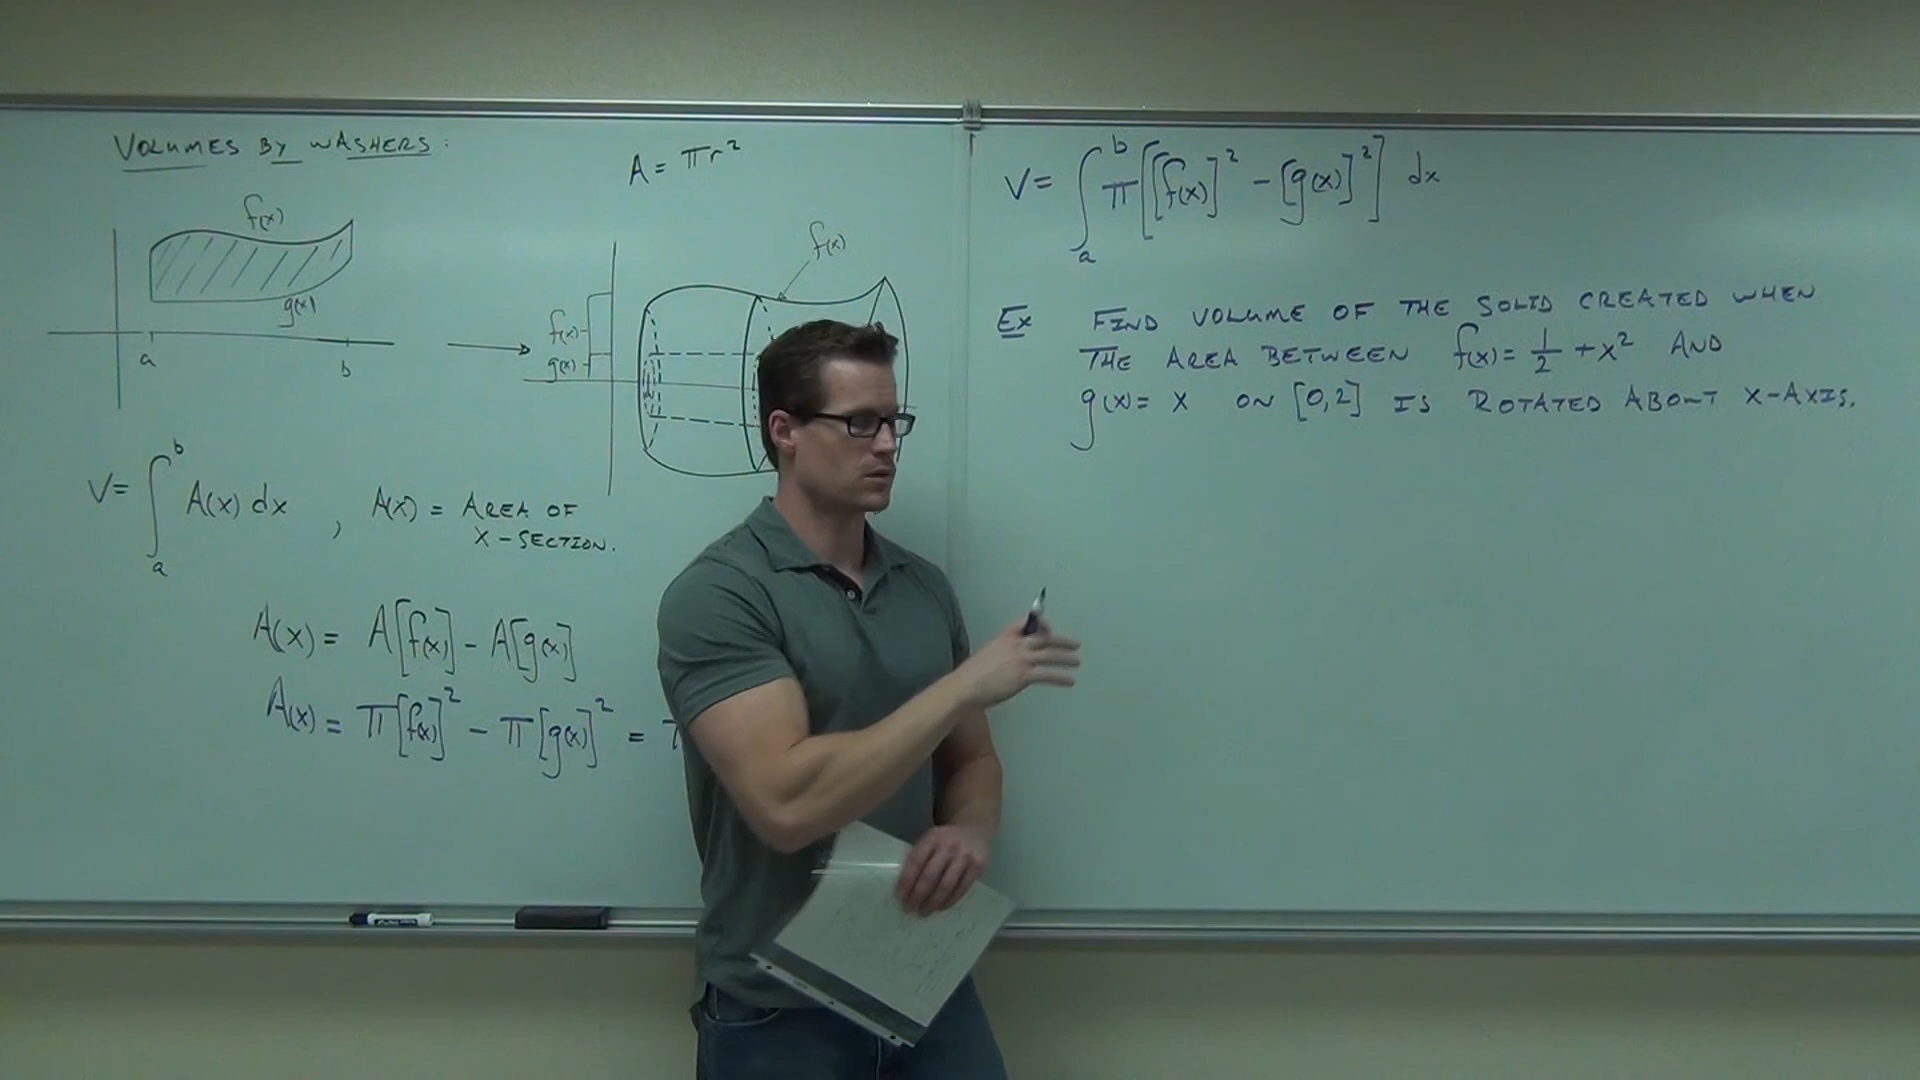 VOLUMES BY WASHERS:
A = πr²
f(x)
g(x)
a
b
f(x)
f(x)
g(x)
V = ∫ₐᵇ A(x) dx , A(x) = AREA OF
X-SECTION.
A(x) = A[f(x)] - A[g(x)]
A(x) = π[f(x)]² - π[g(x)]² =
V = ∫ₐᵇ π[[f(x)]² - [g(x)]²] dx
Ex FIND VOLUME OF THE SOLID CREATED WHEN
THE AREA BETWEEN f(x) = 1/2 + x² AND
g(x) = x ON [0,2] IS ROTATED ABOUT X-AXIS.